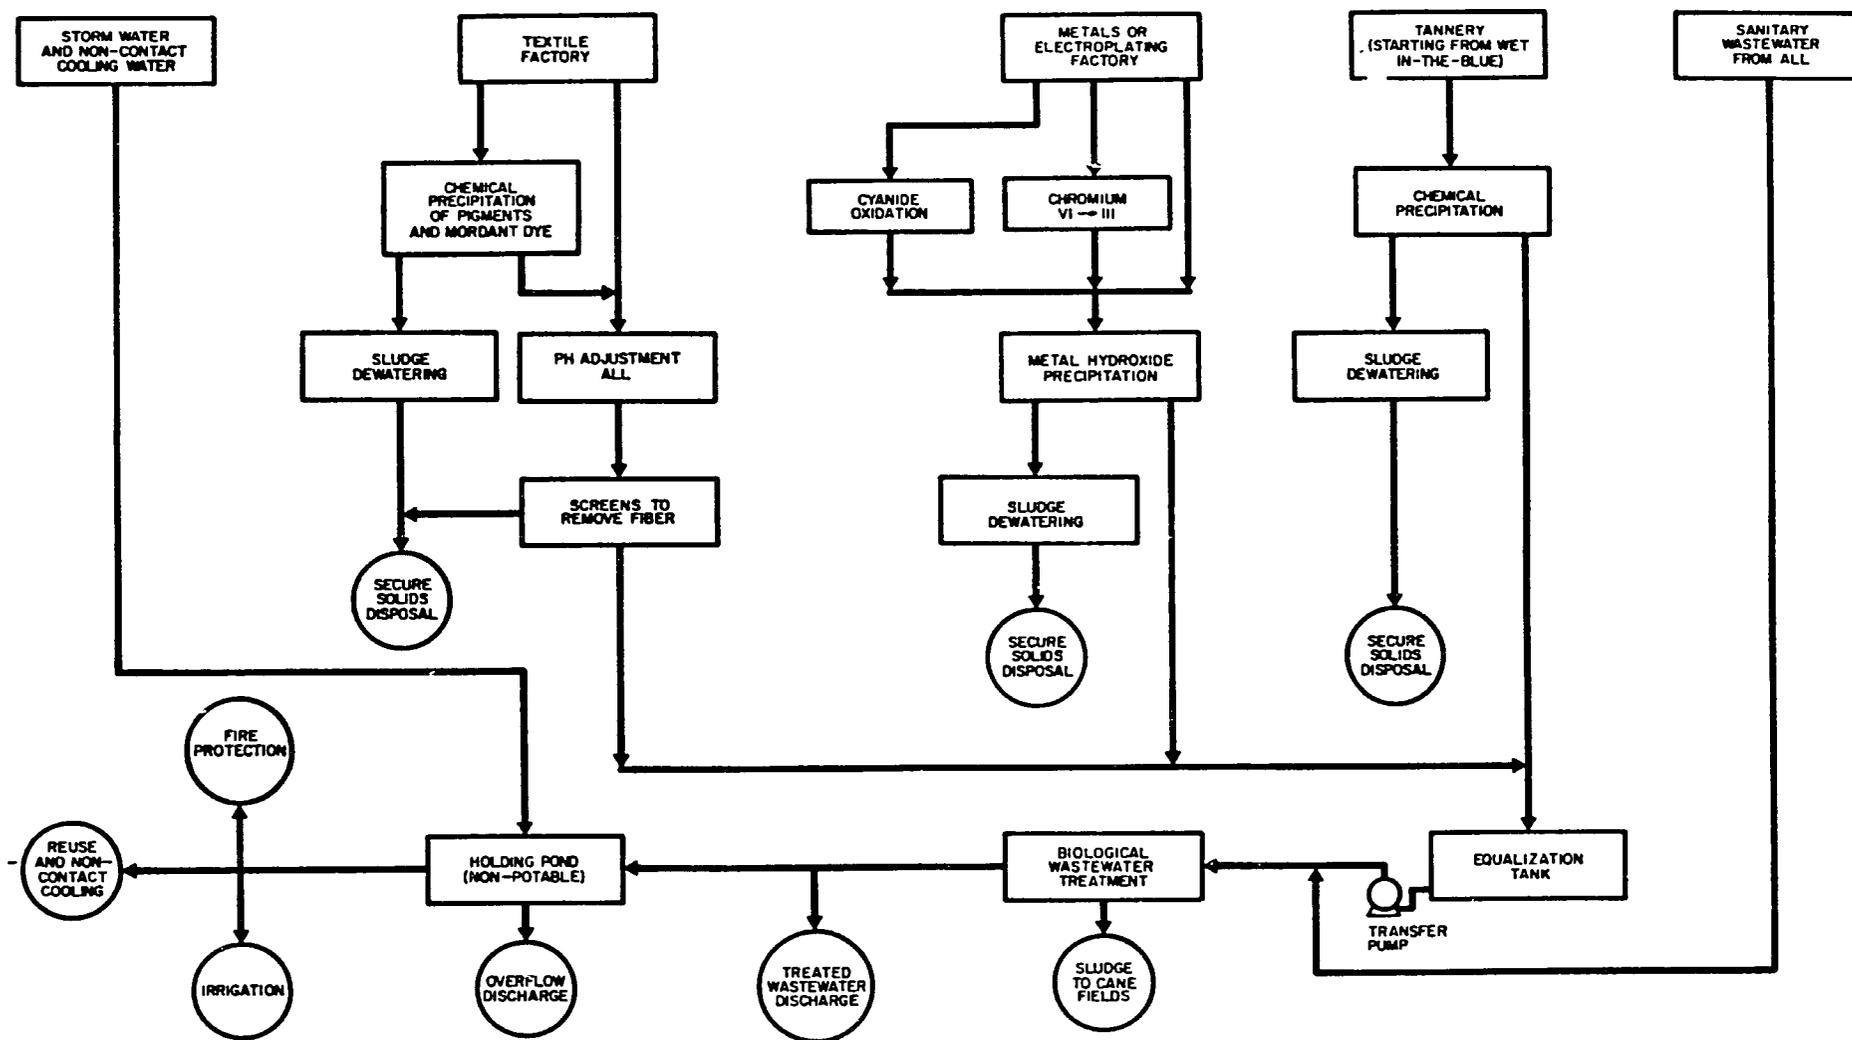 STORM WATER
AND NON-CONTACT
COOLING WATER
TEXTILE
FACTORY
METALS OR
ELECTROPLATING
FACTORY
TANNERY
(STARTING FROM WET
IN-THE-BLUE)
SANITARY
WASTEWATER
FROM ALL
CHEMICAL
PRECIPITATION
OF PIGMENTS
AND MORDANT DYE
CYANIDE
OXIDATION
CHROMIUM
VI → III
CHEMICAL
PRECIPITATION
SLUDGE
DEWATERING
PH ADJUSTMENT
ALL
METAL HYDROXIDE
PRECIPITATION
SLUDGE
DEWATERING
SCREENS TO
REMOVE FIBER
SLUDGE
DEWATERING
SECURE
SOLIDS
DISPOSAL
SECURE
SOLIDS
DISPOSAL
SECURE
SOLIDS
DISPOSAL
FIRE
PROTECTION
REUSE
AND NON-
CONTACT
COOLING
HOLDING POND
(NON-POTABLE)
BIOLOGICAL
WASTEWATER
TREATMENT
EQUALIZATION
TANK
TRANSFER
PUMP
IRRIGATION
OVERFLOW
DISCHARGE
TREATED
WASTEWATER
DISCHARGE
SLUDGE
TO CANE
FIELDS